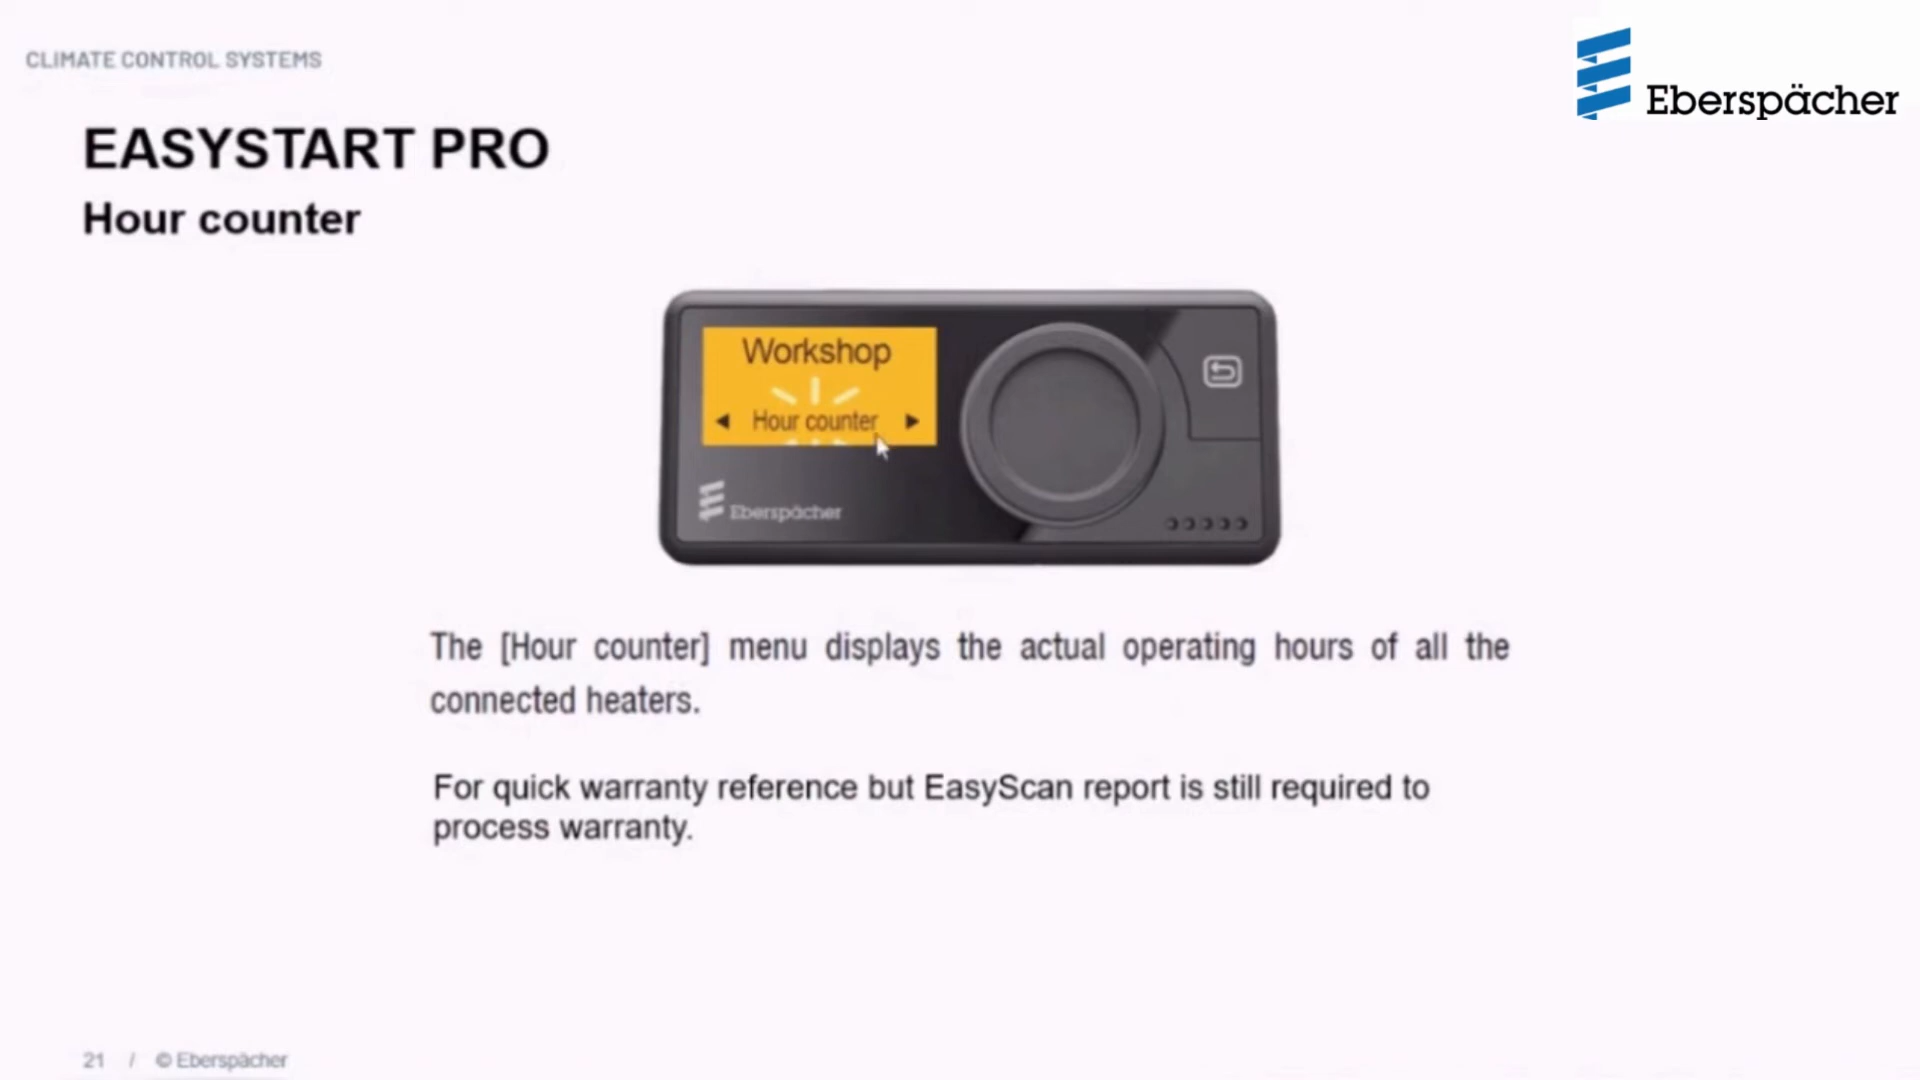 CLIMATE CONTROL SYSTEMS
Eberspächer
EASYSTART PRO
Hour counter
Workshop
Hour counter
Eberspächer
The [Hour counter] menu displays the actual operating hours of all the
connected heaters.
For quick warranty reference but EasyScan report is still required to
process warranty.
21 / © Eberspächer